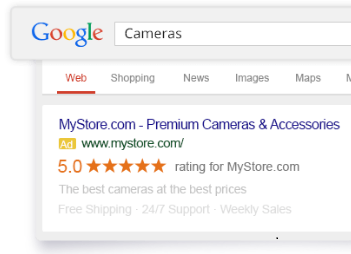 Google Cameras
Web Shopping News Images Maps
MyStore.com - Premium Cameras & Accessories
Ad www.mystore.com/
5.0 ★★★★★ rating for MyStore.com
The best cameras at the best prices
Free Shipping · 24/7 Support · Weekly Sales